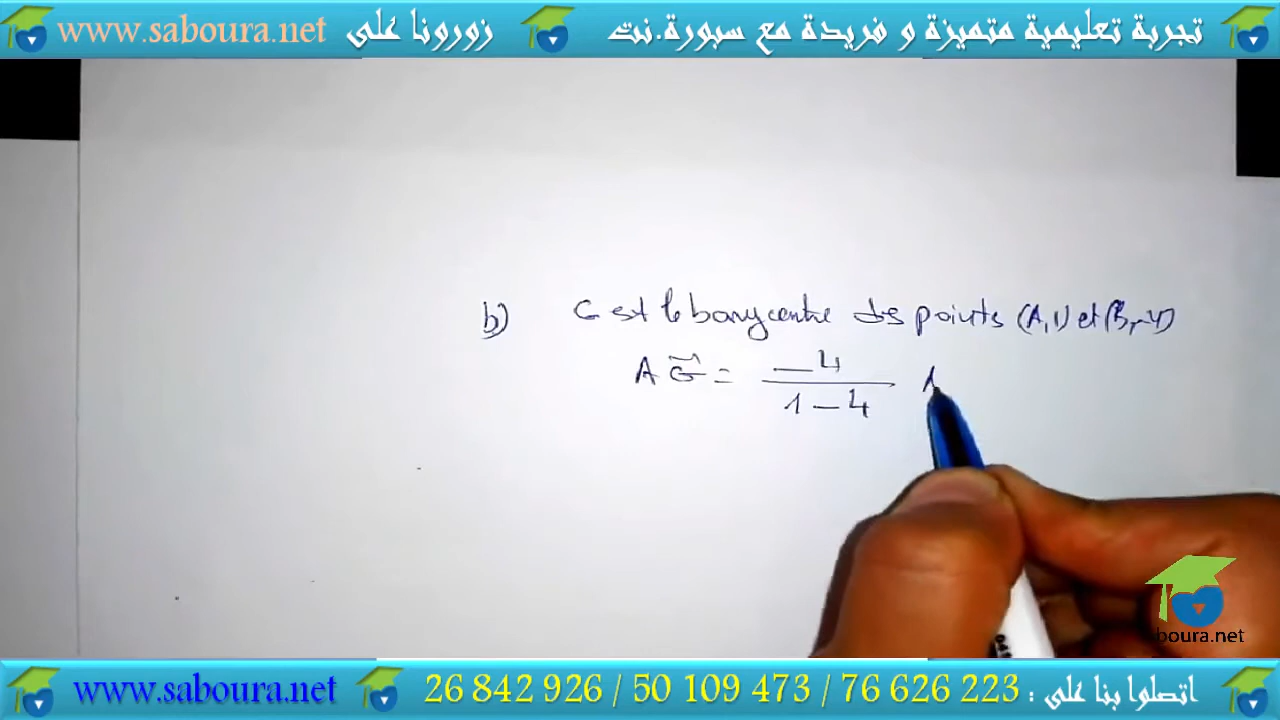 www.saboura.net زورونا على تجربة تعليمية متميزة و فريدة مع سبورة.نت
b) G est le barycentre des points (A,1) et (B,-4)
AG⃗ = -4 / 1-4
boura.net
www.saboura.net 26 842 926 / 50 109 473 / 76 626 223 : اتصلوا بنا على